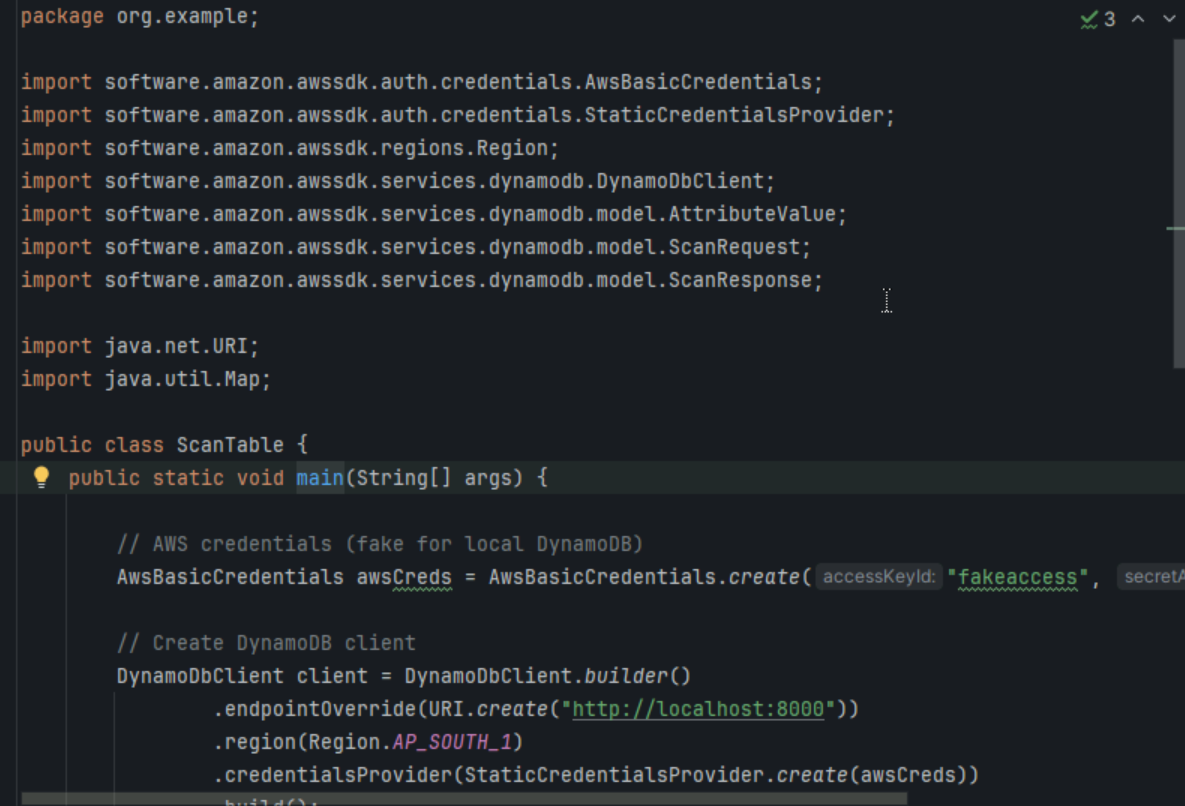 package org.example;
3
import software.amazon.awssdk.auth.credentials.AwsBasicCredentials;
import software.amazon.awssdk.auth.credentials.StaticCredentialsProvider;
import software.amazon.awssdk.regions.Region;
import software.amazon.awssdk.services.dynamodb.DynamoDbClient;
import software.amazon.awssdk.services.dynamodb.model.AttributeValue;
import software.amazon.awssdk.services.dynamodb.model.ScanRequest;
import software.amazon.awssdk.services.dynamodb.model.ScanResponse;
import java.net.URI;
import java.util.Map;
public class ScanTable {
public static void main(String[] args) {
// AWS credentials (fake for local DynamoDB)
AwsBasicCredentials awsCreds = AwsBasicCredentials.create( accessKeyId: "fakeaccess", secretA
// Create DynamoDB client
DynamoDbClient client = DynamoDbClient.builder()
.endpointOverride(URI.create("http://localhost:8000"))
.region(Region.AP_SOUTH_1)
.credentialsProvider(StaticCredentialsProvider.create(awsCreds))
.build();